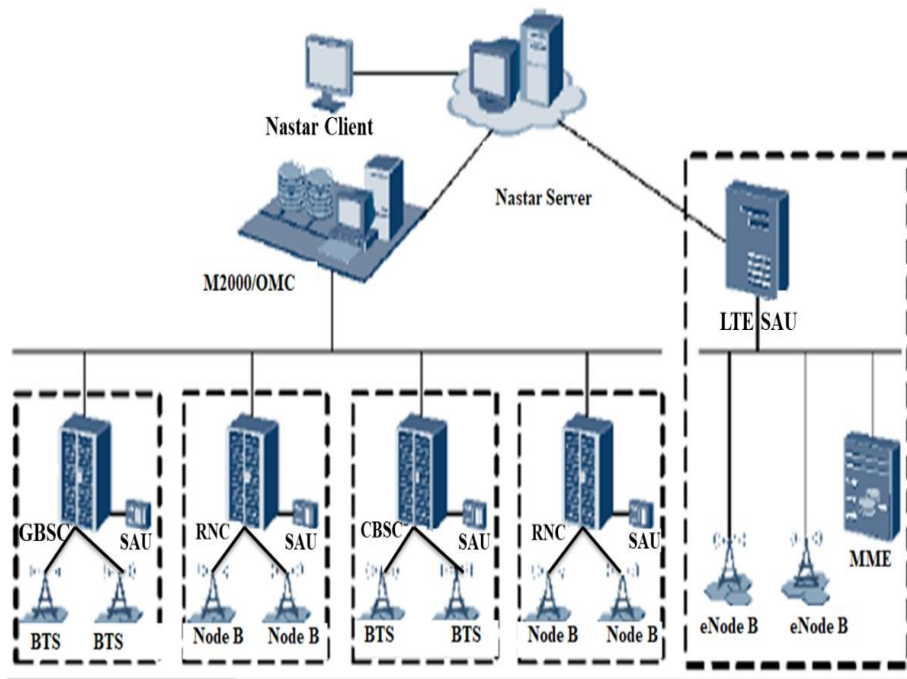 Nastar Client
Nastar Server
M2000/OMC
LTE SAU
GBSC
SAU
RNC
SAU
CBSC
SAU
RNC
SAU
MME
BTS
BTS
Node B
Node B
BTS
BTS
Node B
Node B
eNode B
eNode B